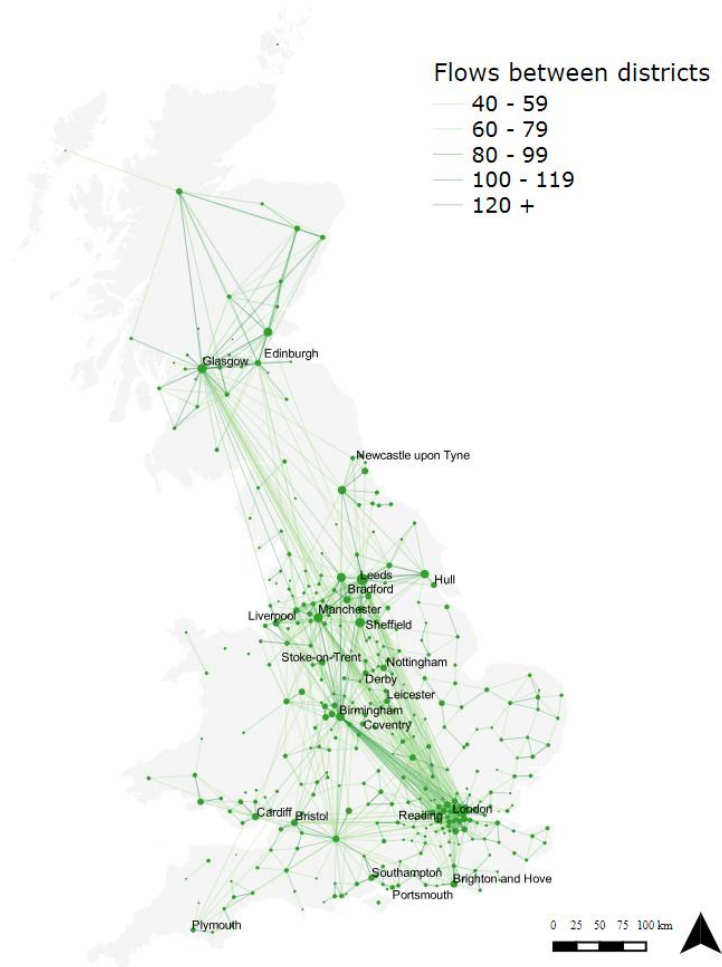 Flows between districts
40 - 59
60 - 79
80 - 99
100 - 119
120 +
Glasgow
Edinburgh
Newcastle upon Tyne
Leeds
Bradford
Hull
Liverpool
Manchester
Sheffield
Stoke-on-Trent
Nottingham
Derby
Leicester
Birmingham
Coventry
Cardiff
Bristol
Reading
London
Southampton
Brighton and Hove
Portsmouth
Plymouth
0 25 50 75 100 km